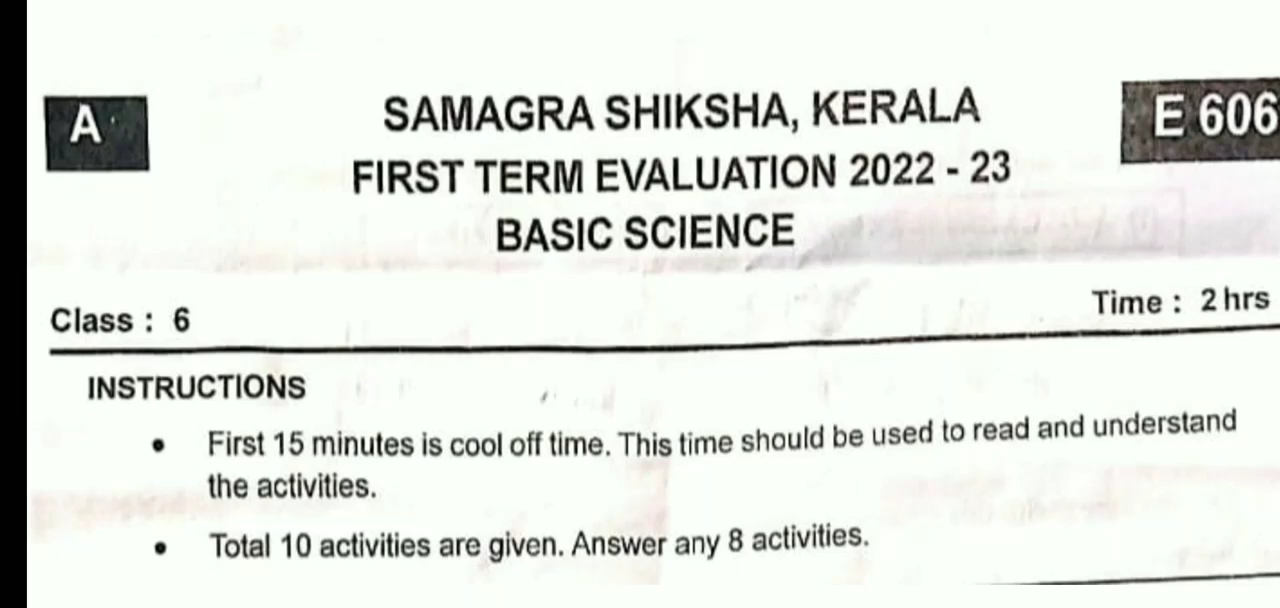 A
SAMAGRA SHIKSHA, KERALA
E 606
FIRST TERM EVALUATION 2022 - 23
BASIC SCIENCE
Class : 6
Time : 2 hrs
INSTRUCTIONS
• First 15 minutes is cool off time. This time should be used to read and understand
the activities.
• Total 10 activities are given. Answer any 8 activities.